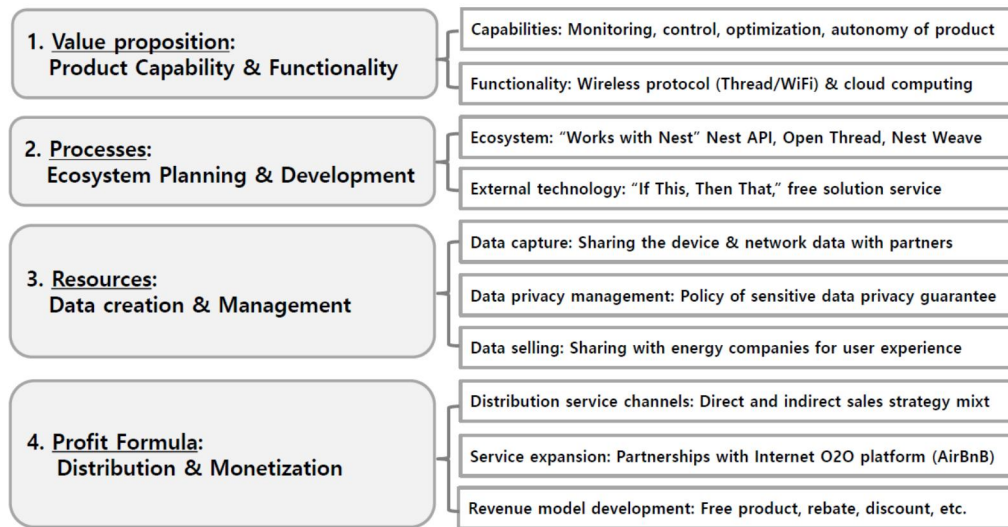 1. Value proposition:
Product Capability & Functionality
Capabilities: Monitoring, control, optimization, autonomy of product
Functionality: Wireless protocol (Thread/WiFi) & cloud computing
2. Processes:
Ecosystem Planning & Development
Ecosystem: “Works with Nest” Nest API, Open Thread, Nest Weave
External technology: “If This, Then That,” free solution service
3. Resources:
Data creation & Management
Data capture: Sharing the device & network data with partners
Data privacy management: Policy of sensitive data privacy guarantee
Data selling: Sharing with energy companies for user experience
4. Profit Formula:
Distribution & Monetization
Distribution service channels: Direct and indirect sales strategy mixt
Service expansion: Partnerships with Internet O2O platform (AirBnB)
Revenue model development: Free product, rebate, discount, etc.